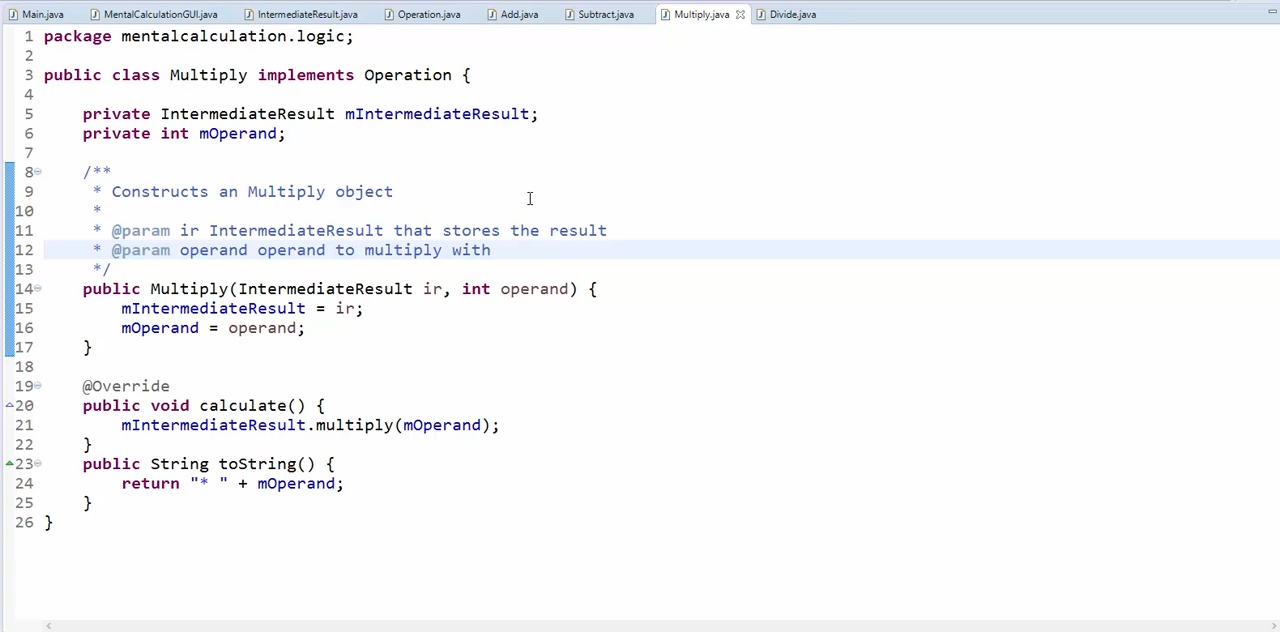 Main.java MentalCalculationGUI.java IntermediateResult.java Operation.java Add.java Subtract.java Multiply.java Divide.java
1 package mentalcalculation.logic;
2
3 public class Multiply implements Operation {
4
5 private IntermediateResult mIntermediateResult;
6 private int mOperand;
7
8 /**
9 * Constructs an Multiply object
10 *
11 * @param ir IntermediateResult that stores the result
12 * @param operand operand to multiply with
13 */
14 public Multiply(IntermediateResult ir, int operand) {
15 mIntermediateResult = ir;
16 mOperand = operand;
17 }
18
19 @Override
20 public void calculate() {
21 mIntermediateResult.multiply(mOperand);
22 }
23 public String toString() {
24 return "* " + mOperand;
25 }
26 }